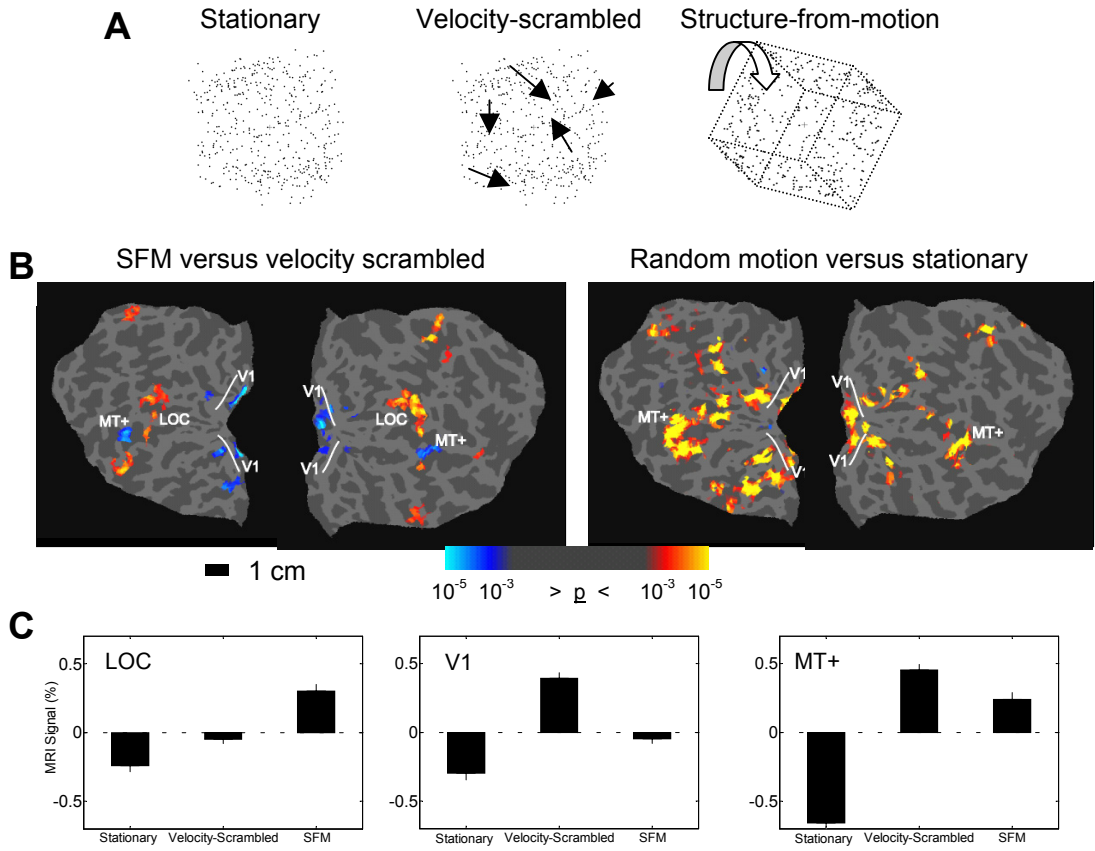 A
Stationary
Velocity-scrambled
Structure-from-motion
B
SFM versus velocity scrambled
Random motion versus stationary
V1
LOC
MT+
V1
V1
LOC
MT+
V1
V1
MT+
V1
V1
MT+
V1
1 cm
10-5 10-3 > p < 10-3 10-5
C
LOC
V1
MT+
MRI Signal (%)
0.5
0
-0.5
Stationary Velocity-Scrambled SFM
0.5
0
-0.5
Stationary Velocity-Scrambled SFM
0.5
0
-0.5
Stationary Velocity-Scrambled SFM